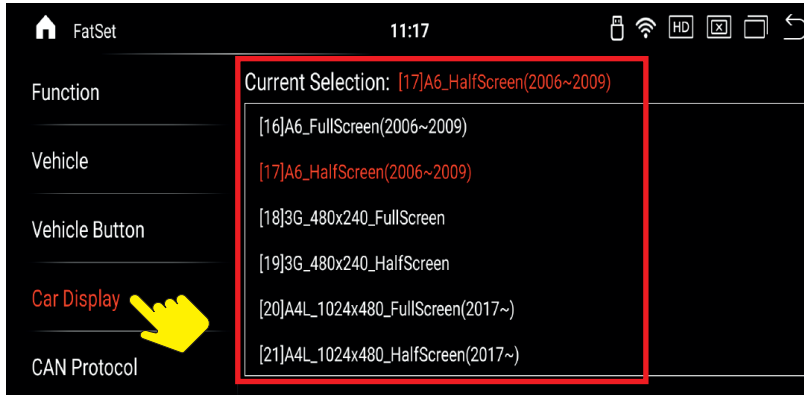 FatSet
11:17
HD
Function
Vehicle
Vehicle Button
Car Display
CAN Protocol
Current Selection: [17]A6_HalfScreen(2006~2009)
[16]A6_FullScreen(2006~2009)
[17]A6_HalfScreen(2006~2009)
[18]3G_480x240_FullScreen
[19]3G_480x240_HalfScreen
[20]A4L_1024x480_FullScreen(2017~)
[21]A4L_1024x480_HalfScreen(2017~)